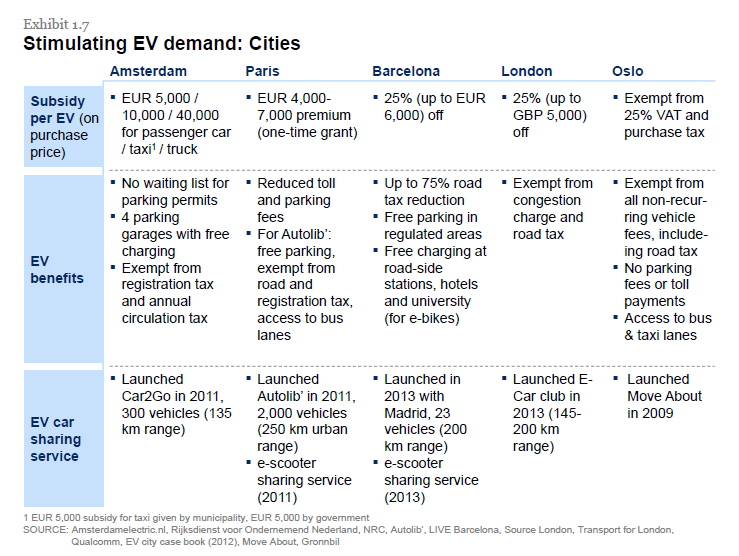 Exhibit 1.7
Stimulating EV demand: Cities
Amsterdam Paris Barcelona London Oslo
Subsidy
per EV (on
purchase
price)
▪ EUR 5,000 /
10,000 / 40,000
for passenger car
/ taxi¹ / truck
▪ EUR 4,000-
7,000 premium
(one-time grant)
▪ 25% (up to EUR
6,000) off
▪ 25% (up to
GBP 5,000)
off
▪ Exempt from
25% VAT and
purchase tax
EV
benefits
▪ No waiting list for
parking permits
▪ 4 parking
garages with free
charging
▪ Exempt from
registration tax
and annual
circulation tax
▪ Reduced toll
and parking
fees
▪ For Autolib’:
free parking,
exempt from
road and
registration tax,
access to bus
lanes
▪ Up to 75% road
tax reduction
▪ Free parking in
regulated areas
▪ Free charging at
road-side
stations, hotels
and university
(for e-bikes)
▪ Exempt from
congestion
charge and
road tax
▪ Exempt from
all non-recur-
ring vehicle
fees, include-
ing road tax
▪ No parking
fees or toll
payments
▪ Access to bus
& taxi lanes
EV car
sharing
service
▪ Launched
Car2Go in 2011,
300 vehicles (135
km range)
▪ Launched
Autolib’ in 2011,
2,000 vehicles
(250 km urban
range)
▪ e-scooter
sharing service
(2011)
▪ Launched in
2013 with
Madrid, 23
vehicles (200
km range)
▪ e-scooter
sharing service
(2013)
▪ Launched E-
Car club in
2013 (145-
200 km
range)
▪ Launched
Move About
in 2009
1 EUR 5,000 subsidy for taxi given by municipality, EUR 5,000 by government
SOURCE: Amsterdamelectric.nl, Rijksdienst voor Ondernemend Nederland, NRC, Autolib’, LIVE Barcelona, Source London, Transport for London,
Qualcomm, EV city case book (2012), Move About, Gronnbil